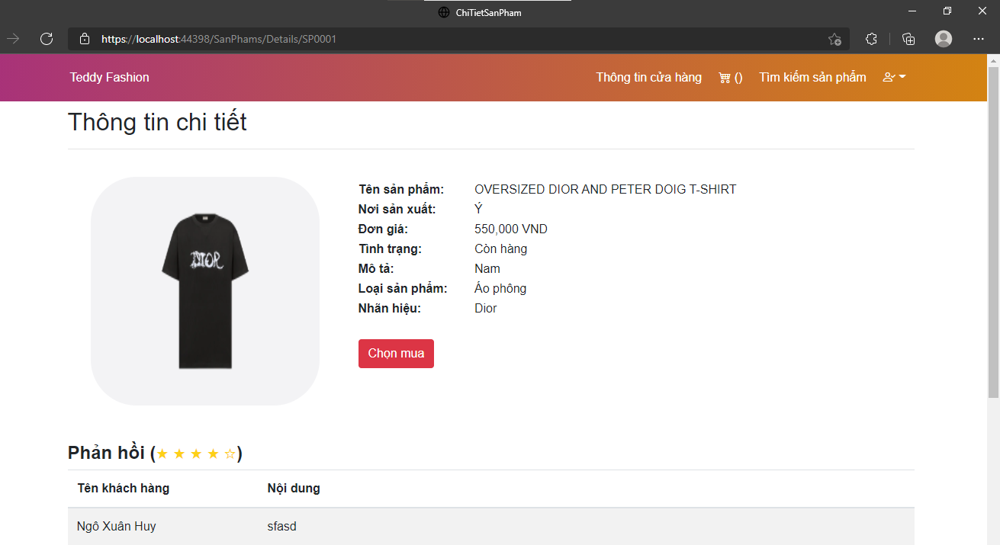 ChiTietSanPham
https://localhost:44398/SanPhams/Details/SP0001
Teddy Fashion
Thông tin cửa hàng
()
Tìm kiếm sản phẩm
Thông tin chi tiết
DIOR
Tên sản phẩm: OVERSIZED DIOR AND PETER DOIG T-SHIRT
Nơi sản xuất: Ý
Đơn giá: 550,000 VND
Tình trạng: Còn hàng
Mô tả: Nam
Loại sản phẩm: Áo phông
Nhãn hiệu: Dior
Chọn mua
Phản hồi (★ ★ ★ ★ ☆)
Tên khách hàng Nội dung
Ngô Xuân Huy sfasd